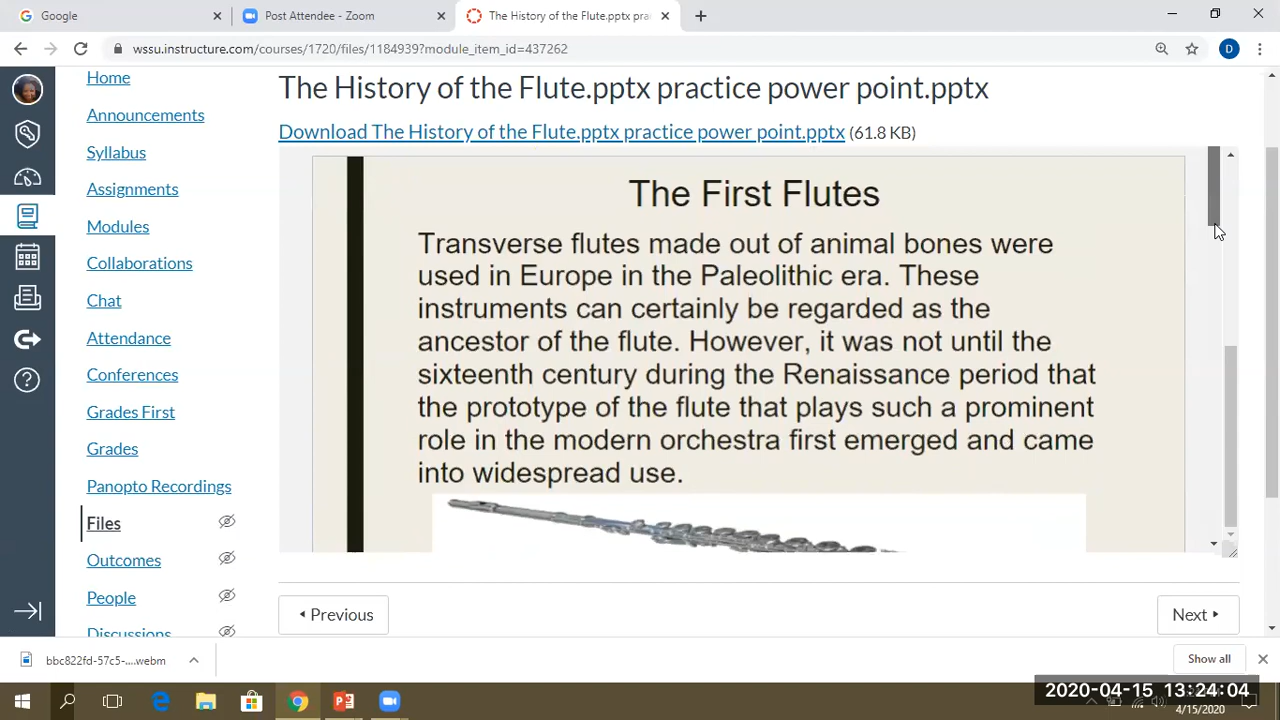 Google
Post Attendee - Zoom
The History of the Flute.pptx pra
wssu.instructure.com/courses/1720/files/1184939?module_item_id=437262
D
The History of the Flute.pptx practice power point.pptx
Download The History of the Flute.pptx practice power point.pptx (61.8 KB)
Home
Announcements
Syllabus
Assignments
Modules
Collaborations
Chat
Attendance
Conferences
Grades First
Grades
Panopto Recordings
Files
Outcomes
People
Discussions
The First Flutes
Transverse flutes made out of animal bones were
used in Europe in the Paleolithic era. These
instruments can certainly be regarded as the
ancestor of the flute. However, it was not until the
sixteenth century during the Renaissance period that
the prototype of the flute that plays such a prominent
role in the modern orchestra first emerged and came
into widespread use.
Previous
Next
bbc822fd-57c5-....webm
Show all
2020-04-15 13:24:04
4/15/2020